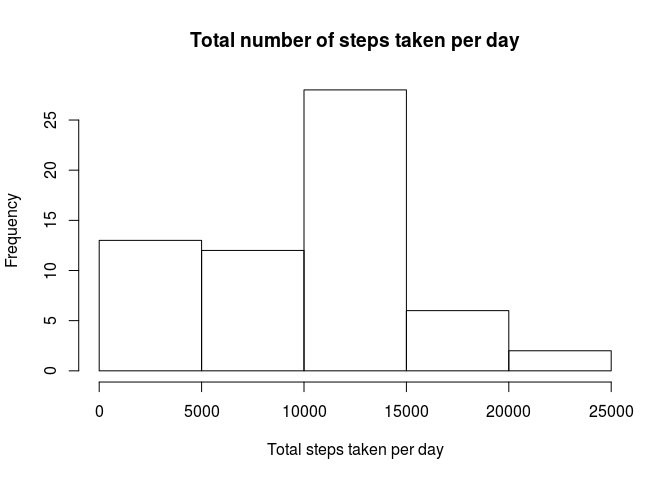 Total number of steps taken per day
Frequency
25
20
15
10
5
0
0 5000 10000 15000 20000 25000
Total steps taken per day